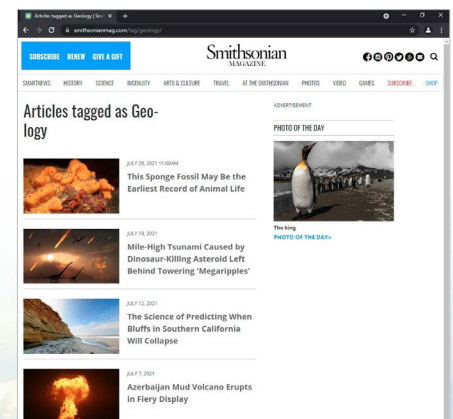 Articles tagged as Geology | Smi
smithsonianmag.com/tag/geology/
SUBSCRIBE RENEW GIVE A GIFT
Smithsonian
MAGAZINE
SMARTNEWS HISTORY SCIENCE INGENUITY ARTS & CULTURE TRAVEL AT THE SMITHSONIAN PHOTOS VIDEO GAMES SUBSCRIBE SHOP
Articles tagged as Geo-
logy
JULY 28, 2021 11:00AM
This Sponge Fossil May Be the
Earliest Record of Animal Life
JULY 19, 2021
Mile-High Tsunami Caused by
Dinosaur-Killing Asteroid Left
Behind Towering 'Megaripples'
JULY 12, 2021
The Science of Predicting When
Bluffs in Southern California
Will Collapse
JULY 7, 2021
Azerbaijan Mud Volcano Erupts
in Fiery Display
ADVERTISEMENT
PHOTO OF THE DAY
The king
PHOTO OF THE DAY»